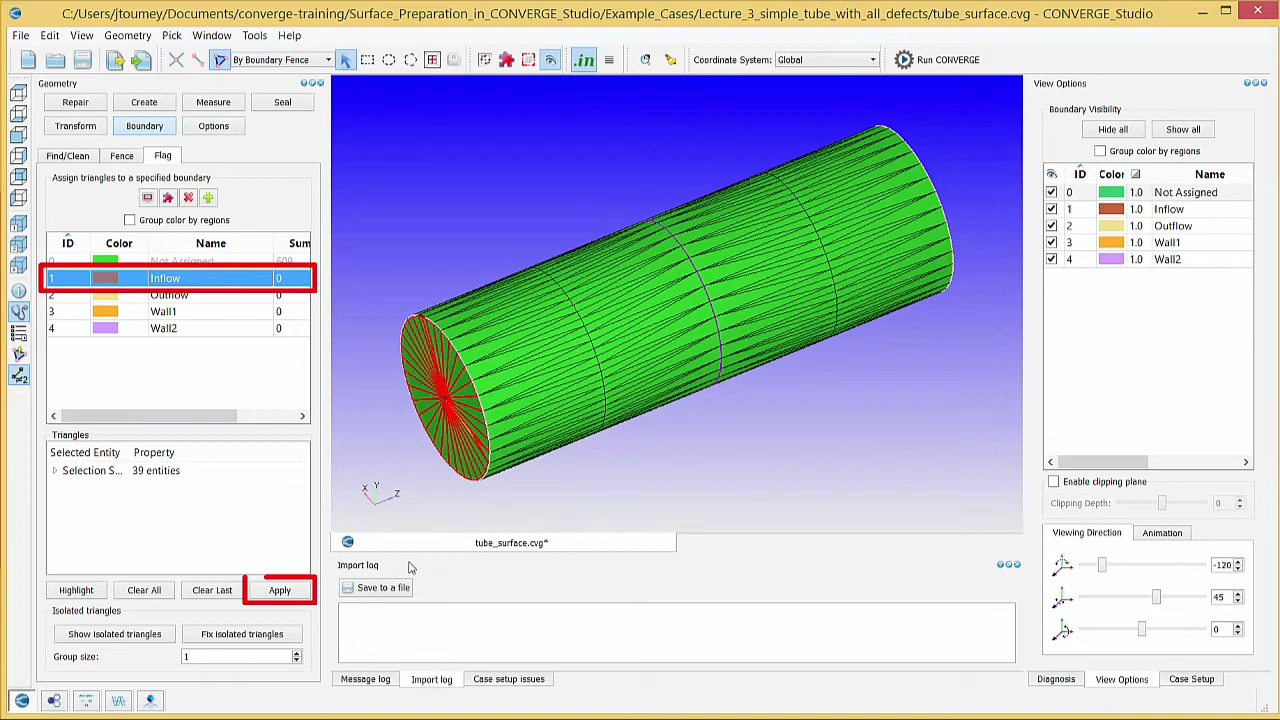 C:/Users/jtoumey/Documents/converge-training/Surface_Preparation_in_CONVERGE_Studio/Example_Cases/Lecture_3_simple_tube_with_all_defects/tube_surface.cvg - CONVERGE_Studio
File Edit View Geometry Pick Window Tools Help
By Boundary Fence .in Coordinate System: Global Run CONVERGE
Geometry
Repair Create Measure Seal
Transform Boundary Options
Find/Clean Fence Flag
Assign triangles to a specified boundary
Group color by regions
ID Color Name Sum
0 Not Assigned 609
1 Inflow 0
2 Outflow 0
3 Wall1 0
4 Wall2 0
Triangles
Selected Entity Property
Selection S... 39 entities
Highlight Clear All Clear Last Apply
Isolated triangles
Show isolated triangles Fix isolated triangles
Group size: 1
X Y Z
tube_surface.cvg*
Import log
Save to a file
Message log Import log Case setup issues
View Options
Boundary Visibility
Hide all Show all
Group color by regions
ID Color Name
0 1.0 Not Assigned
1 1.0 Inflow
2 1.0 Outflow
3 1.0 Wall1
4 1.0 Wall2
Enable clipping plane
Clipping Depth: 0
Viewing Direction Animation
-120
45
0
Diagnosis View Options Case Setup